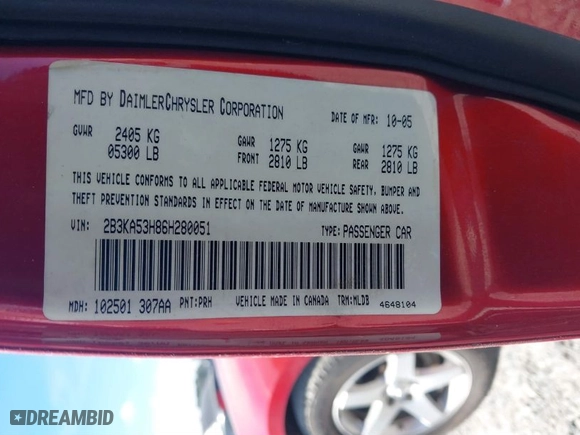 MFD BY DAIMLERCHRYSLER CORPORATION
DATE OF MFR: 10-05
GVWR 2405 KG
05300 LB
GAWR FRONT 1275 KG
2810 LB
GAWR REAR 1275 KG
2810 LB
THIS VEHICLE CONFORMS TO ALL APPLICABLE FEDERAL MOTOR VEHICLE SAFETY, BUMPER AND
THEFT PREVENTION STANDARDS IN EFFECT ON THE DATE OF MANUFACTURE SHOWN ABOVE.
VIN: 2B3KA53H86H280051 TYPE: PASSENGER CAR
MDH: 102501 307AA PNT:PRH VEHICLE MADE IN CANADA TRM:MLDB
4648104
DREAMBID